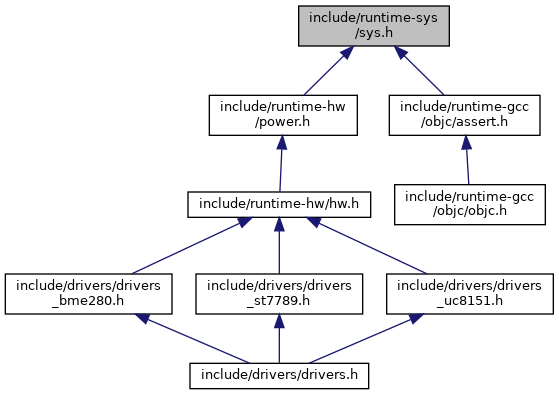 include/runtime-sys
/sys.h
include/runtime-hw
/power.h
include/runtime-gcc
/objc/assert.h
include/runtime-hw/hw.h
include/runtime-gcc
/objc/objc.h
include/drivers/drivers
_bme280.h
include/drivers/drivers
_st7789.h
include/drivers/drivers
_uc8151.h
include/drivers/drivers.h